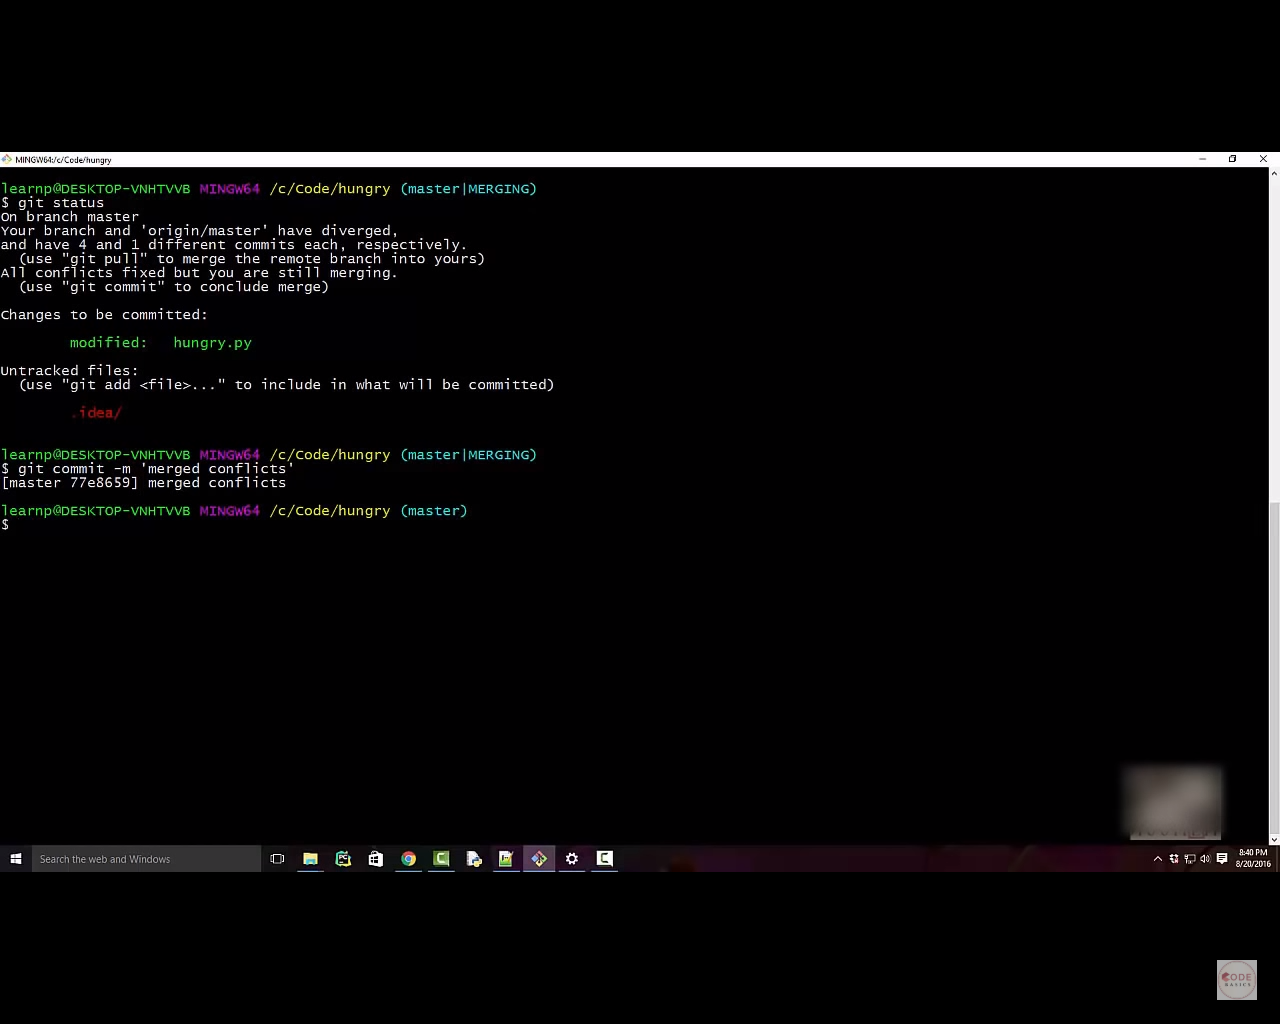 MINGW64:/c/Code/hungry
learnp@DESKTOP-VNHTVVB MINGW64 /c/Code/hungry (master|MERGING)
$ git status
On branch master
Your branch and 'origin/master' have diverged,
and have 4 and 1 different commits each, respectively.
  (use "git pull" to merge the remote branch into yours)
All conflicts fixed but you are still merging.
  (use "git commit" to conclude merge)
Changes to be committed:
        modified:   hungry.py
Untracked files:
  (use "git add <file>..." to include in what will be committed)
        .idea/
learnp@DESKTOP-VNHTVVB MINGW64 /c/Code/hungry (master|MERGING)
$ git commit -m 'merged conflicts'
[master 77e8659] merged conflicts
learnp@DESKTOP-VNHTVVB MINGW64 /c/Code/hungry (master)
$
Search the web and Windows
8:40 PM
8/20/2016
CODE
BASICS